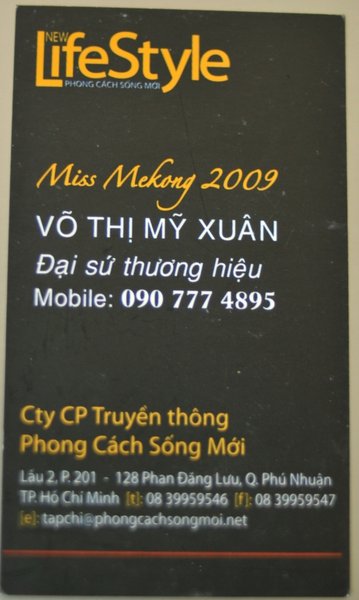 NEW
LifeStyle
PHONG CÁCH SỐNG MỚI
Miss Mekong 2009
VÕ THỊ MỸ XUÂN
Đại sứ thương hiệu
Mobile: 090 777 4895
Cty CP Truyền thông
Phong Cách Sống Mới
Lầu 2, P. 201 - 128 Phan Đăng Lưu, Q. Phú Nhuận
TP. Hồ Chí Minh [t]: 08 39959546 [f]: 08 39959547
[e]: tapchi@phongcachsongmoi.net